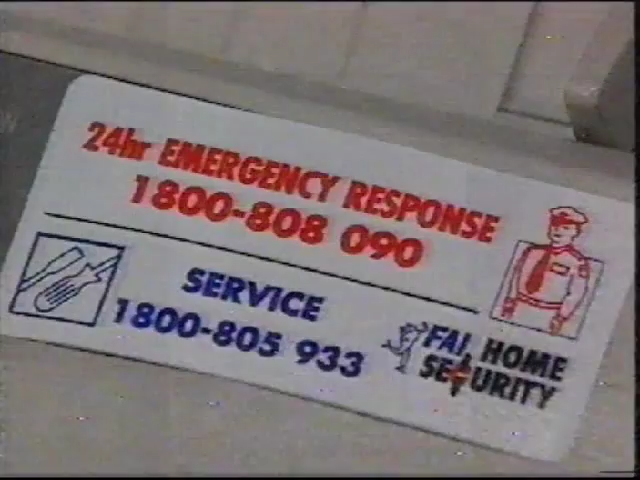 24hr EMERGENCY RESPONSE
1800-808 090
SERVICE
1800-805 933
FAI HOME
SECURITY